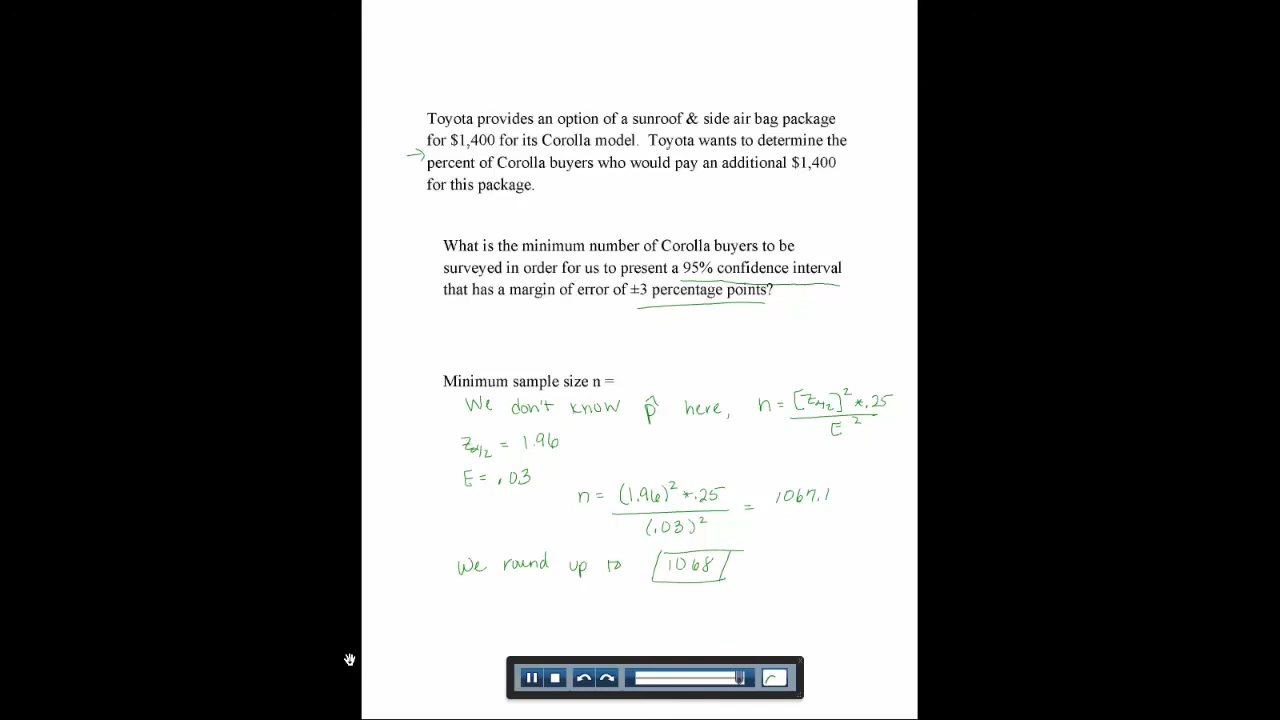 Toyota provides an option of a sunroof & side air bag package
for $1,400 for its Corolla model. Toyota wants to determine the
percent of Corolla buyers who would pay an additional $1,400
for this package.
What is the minimum number of Corolla buyers to be
surveyed in order for us to present a 95% confidence interval
that has a margin of error of ±3 percentage points?
Minimum sample size n =
We don't know p̂ here, n = [Zα/2]² * .25 / E²
Zα/2 = 1.96
E = .03
n = (1.96)² * .25 / (.03)² = 1067.1
We round up to 1068